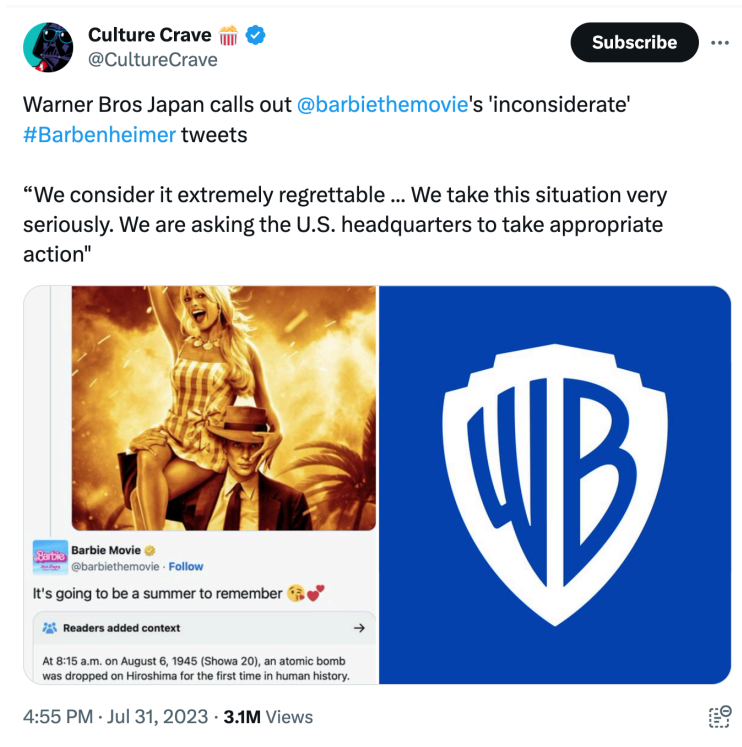 Culture Crave 🍿
@CultureCrave
Subscribe
Warner Bros Japan calls out @barbiethemovie's 'inconsiderate'
#Barbenheimer tweets
“We consider it extremely regrettable ... We take this situation very
seriously. We are asking the U.S. headquarters to take appropriate
action"
Barbie
Barbie Movie
@barbiethemovie · Follow
It's going to be a summer to remember 😘💕
Readers added context
At 8:15 a.m. on August 6, 1945 (Showa 20), an atomic bomb
was dropped on Hiroshima for the first time in human history.
WB
4:55 PM · Jul 31, 2023 · 3.1M Views